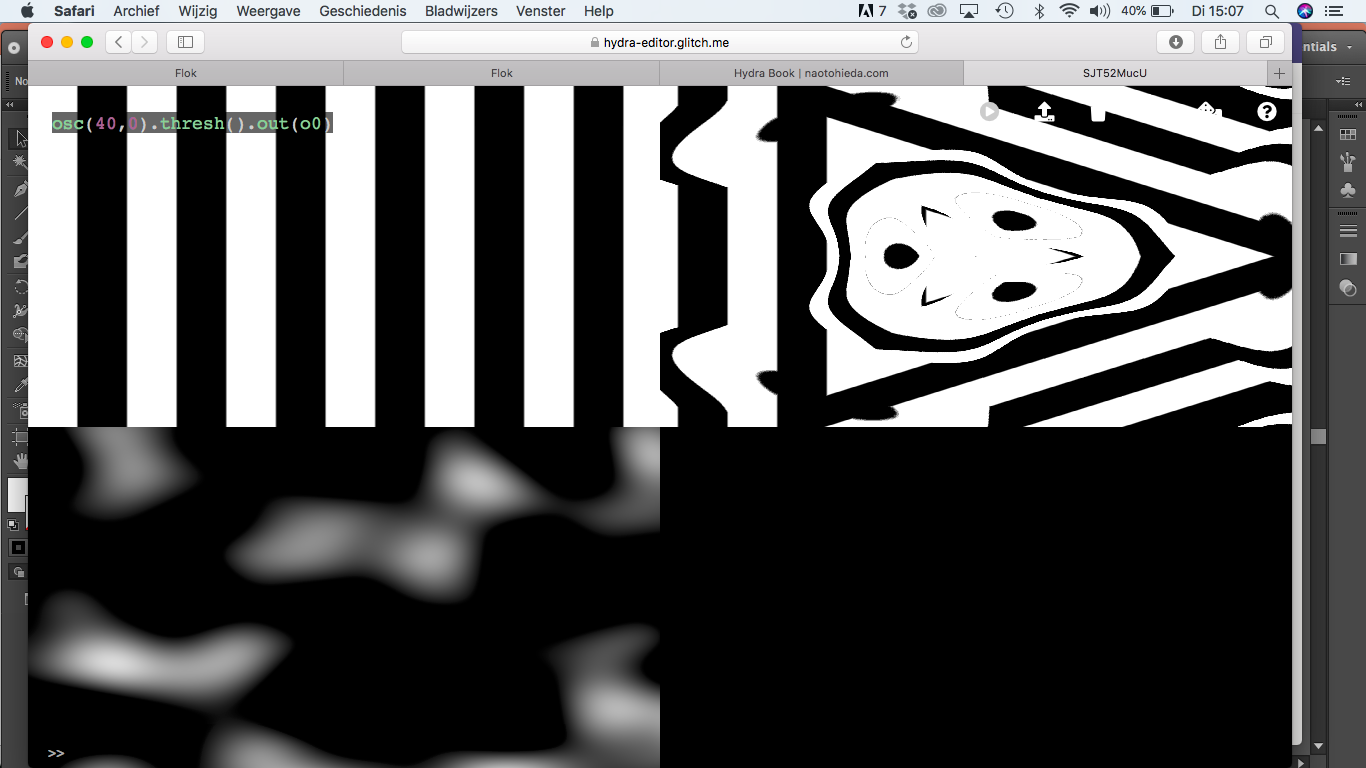 Safari Archief Wijzig Weergave Geschiedenis Bladwijzers Venster Help 7 40% Di 15:07
hydra-editor.glitch.me
ntials
No
Flok Flok Hydra Book | naotohieda.com SJT52MucU +
osc(40,0).thresh().out(o0)
?
>>